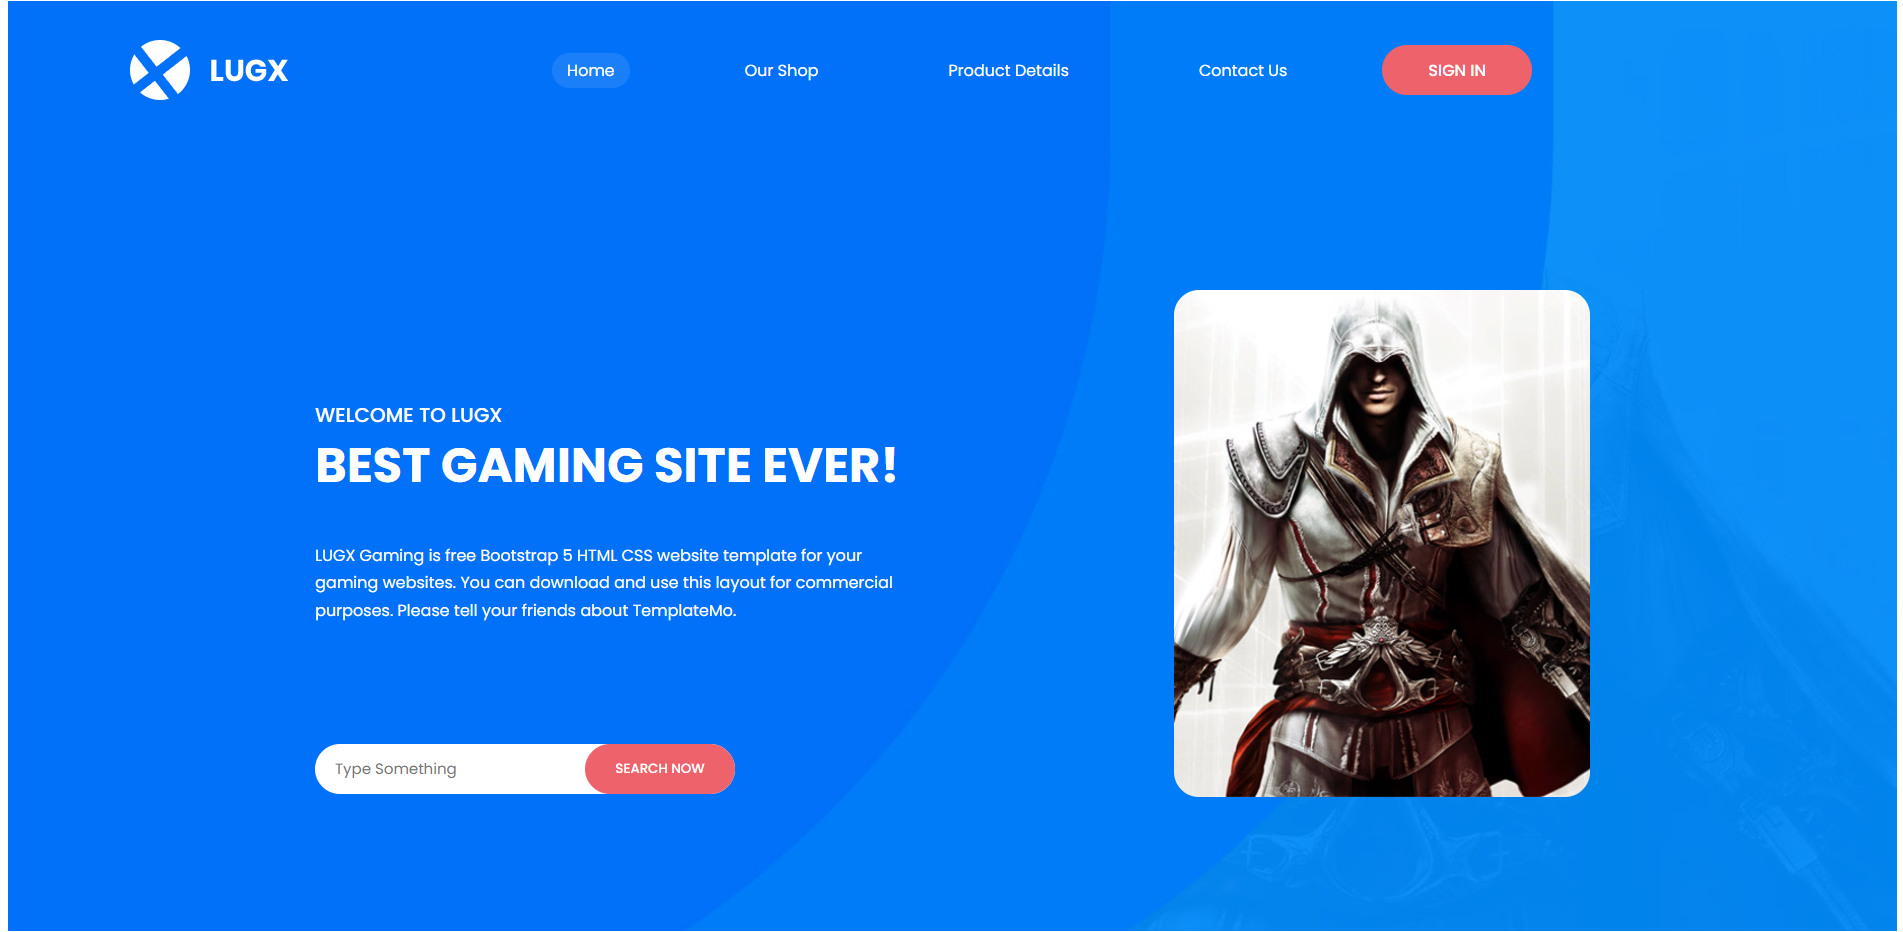 LUGX
Home
Our Shop
Product Details
Contact Us
SIGN IN
WELCOME TO LUGX
BEST GAMING SITE EVER!
LUGX Gaming is free Bootstrap 5 HTML CSS website template for your
gaming websites. You can download and use this layout for commercial
purposes. Please tell your friends about TemplateMo.
Type Something
SEARCH NOW